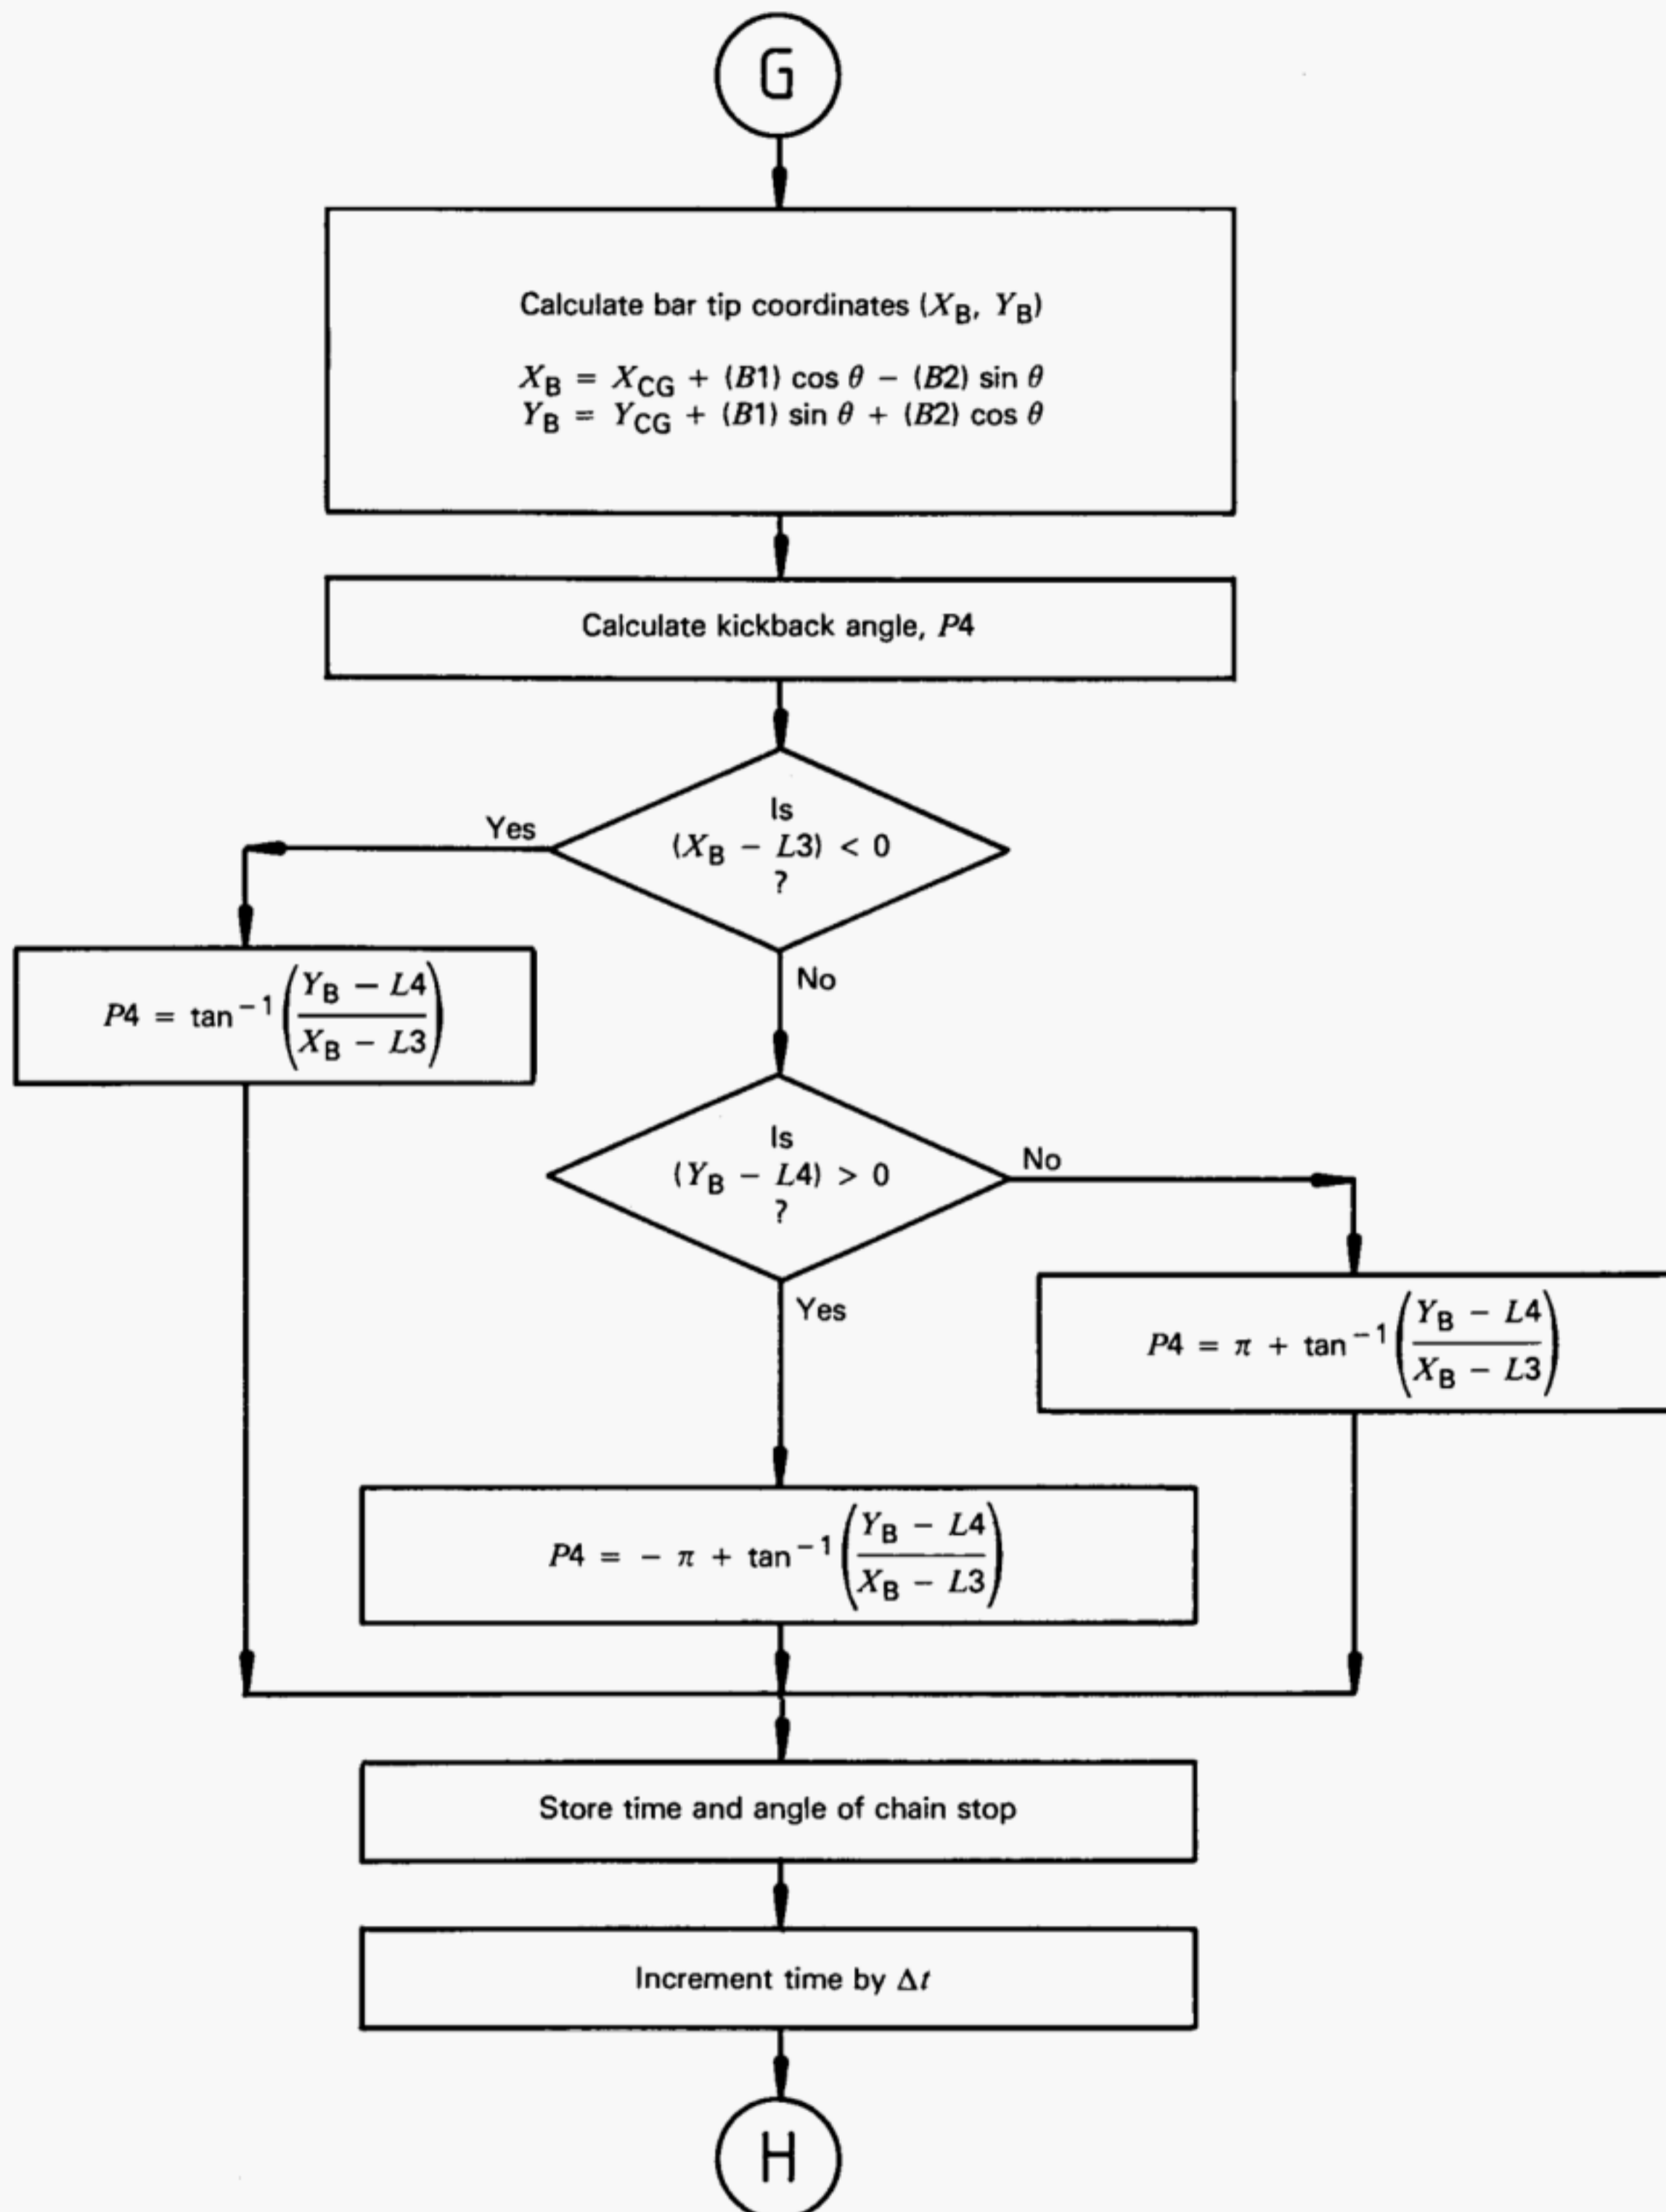 G
Calculate bar tip coordinates (X_B, Y_B)
X_B = X_CG + (B1) cos θ − (B2) sin θ
Y_B = Y_CG + (B1) sin θ + (B2) cos θ
Calculate kickback angle, P4
Is
(X_B − L3) < 0
?
Yes
No
P4 = tan⁻¹ (Y_B − L4 / X_B − L3)
Is
(Y_B − L4) > 0
?
No
Yes
P4 = π + tan⁻¹ (Y_B − L4 / X_B − L3)
P4 = − π + tan⁻¹ (Y_B − L4 / X_B − L3)
Store time and angle of chain stop
Increment time by Δt
H